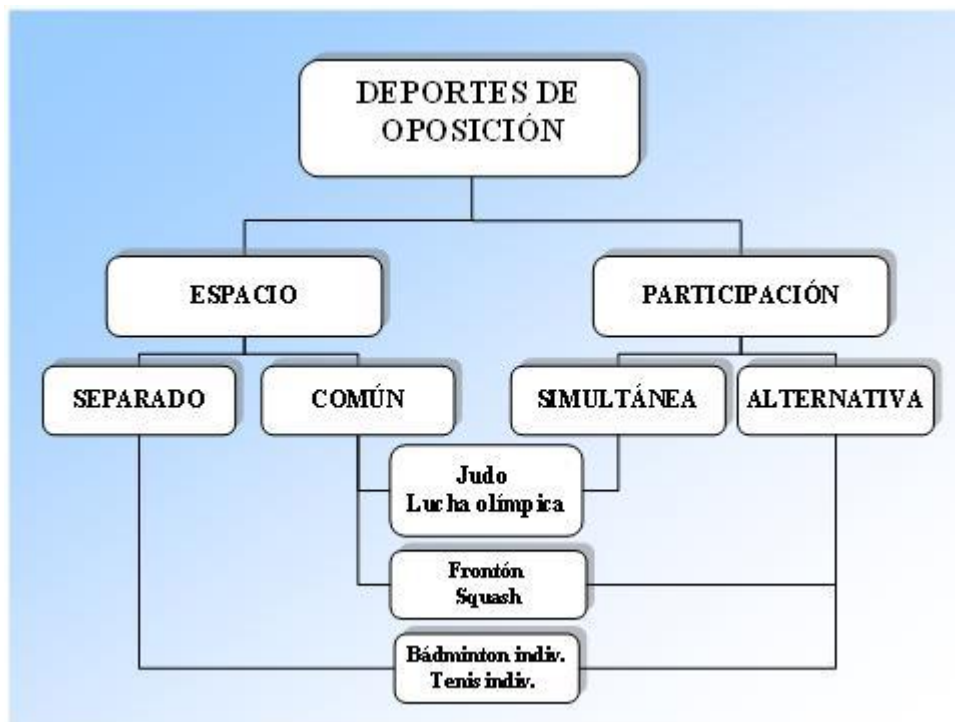 DEPORTES DE
OPOSICIÓN
ESPACIO
PARTICIPACIÓN
SEPARADO
COMÚN
SIMULTÁNEA
ALTERNATIVA
Judo
Lucha olímpica
Frontón
Squash
Bádminton indiv.
Tenis indiv.